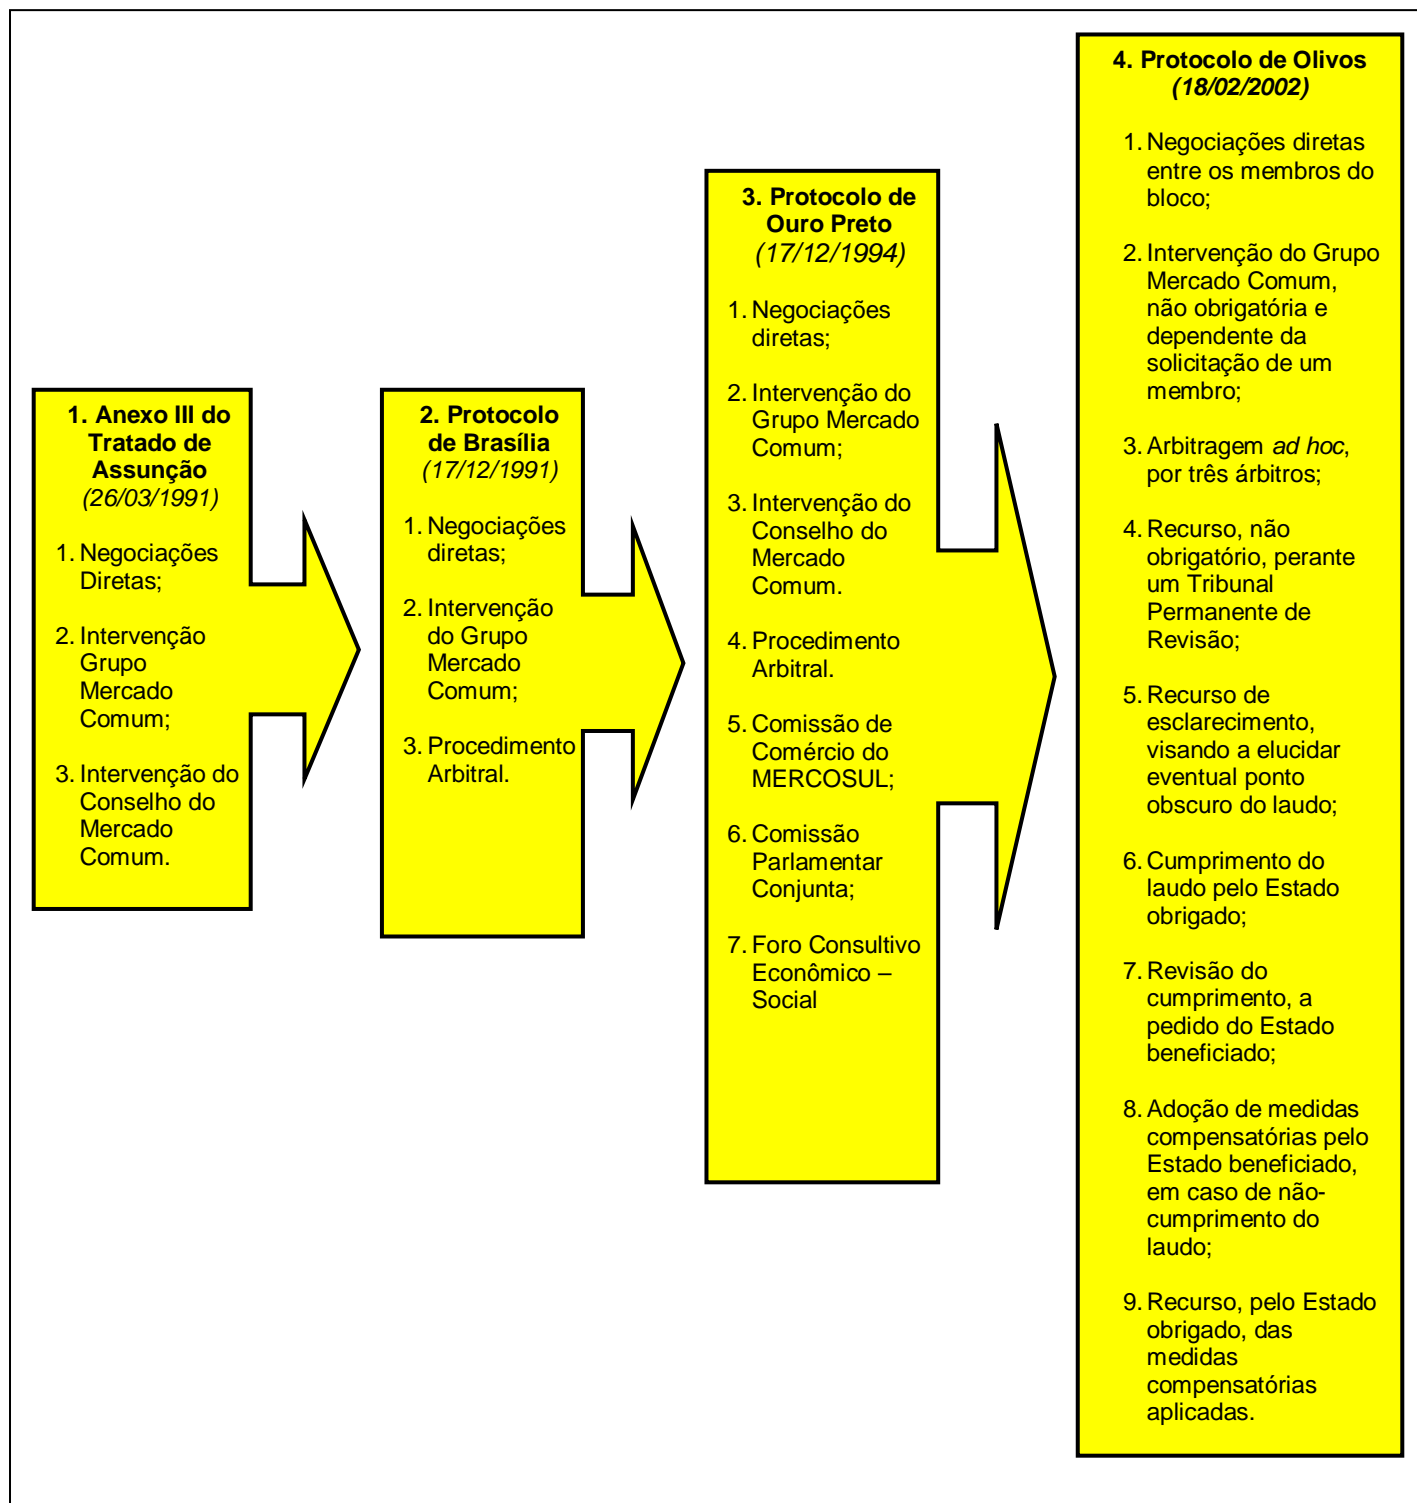 1. Anexo III do
Tratado de
Assunção
(26/03/1991)
1. Negociações
Diretas;
2. Intervenção
Grupo
Mercado
Comum;
3. Intervenção do
Conselho do
Mercado
Comum.
2. Protocolo
de Brasília
(17/12/1991)
1. Negociações
diretas;
2. Intervenção
do Grupo
Mercado
Comum;
3. Procedimento
Arbitral.
3. Protocolo de
Ouro Preto
(17/12/1994)
1. Negociações
diretas;
2. Intervenção do
Grupo Mercado
Comum;
3. Intervenção do
Conselho do
Mercado
Comum.
4. Procedimento
Arbitral.
5. Comissão de
Comércio do
MERCOSUL;
6. Comissão
Parlamentar
Conjunta;
7. Foro Consultivo
Econômico –
Social
4. Protocolo de Olivos
(18/02/2002)
1. Negociações diretas
entre os membros do
bloco;
2. Intervenção do Grupo
Mercado Comum,
não obrigatória e
dependente da
solicitação de um
membro;
3. Arbitragem ad hoc,
por três árbitros;
4. Recurso, não
obrigatório, perante
um Tribunal
Permanente de
Revisão;
5. Recurso de
esclarecimento,
visando a elucidar
eventual ponto
obscuro do laudo;
6. Cumprimento do
laudo pelo Estado
obrigado;
7. Revisão do
cumprimento, a
pedido do Estado
beneficiado;
8. Adoção de medidas
compensatórias pelo
Estado beneficiado,
em caso de não-
cumprimento do
laudo;
9. Recurso, pelo Estado
obrigado, das
medidas
compensatórias
aplicadas.